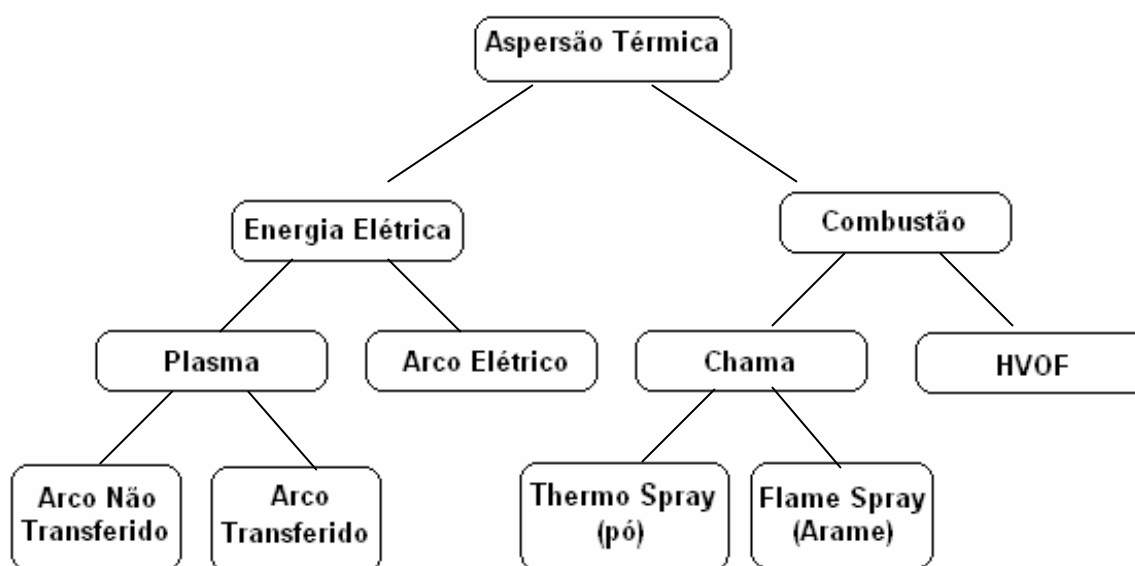 Aspersão Térmica
Energia Elétrica
Combustão
Plasma
Arco Elétrico
Chama
HVOF
Arco Não
Transferido
Arco
Transferido
Thermo Spray
(pó)
Flame Spray
(Arame)